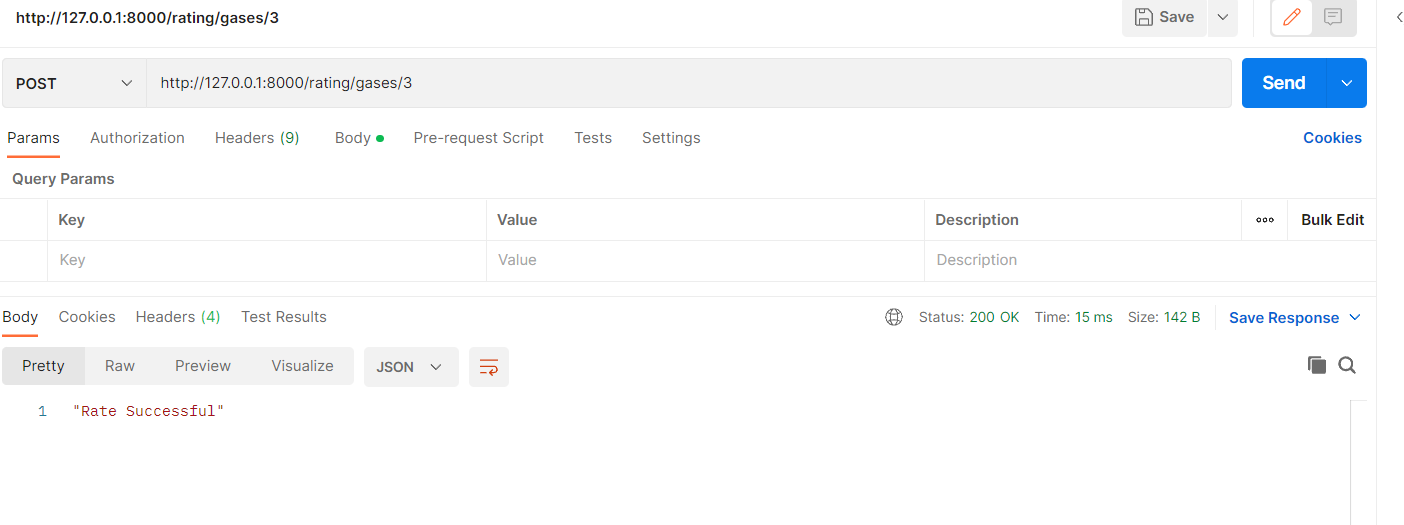 http://127.0.0.1:8000/rating/gases/3
Save
POST
http://127.0.0.1:8000/rating/gases/3
Send
Params Authorization Headers (9) Body Pre-request Script Tests Settings Cookies
Query Params
Key Value Description ooo Bulk Edit
Key Value Description
Body Cookies Headers (4) Test Results Status: 200 OK Time: 15 ms Size: 142 B Save Response
Pretty Raw Preview Visualize JSON
1 "Rate Successful"